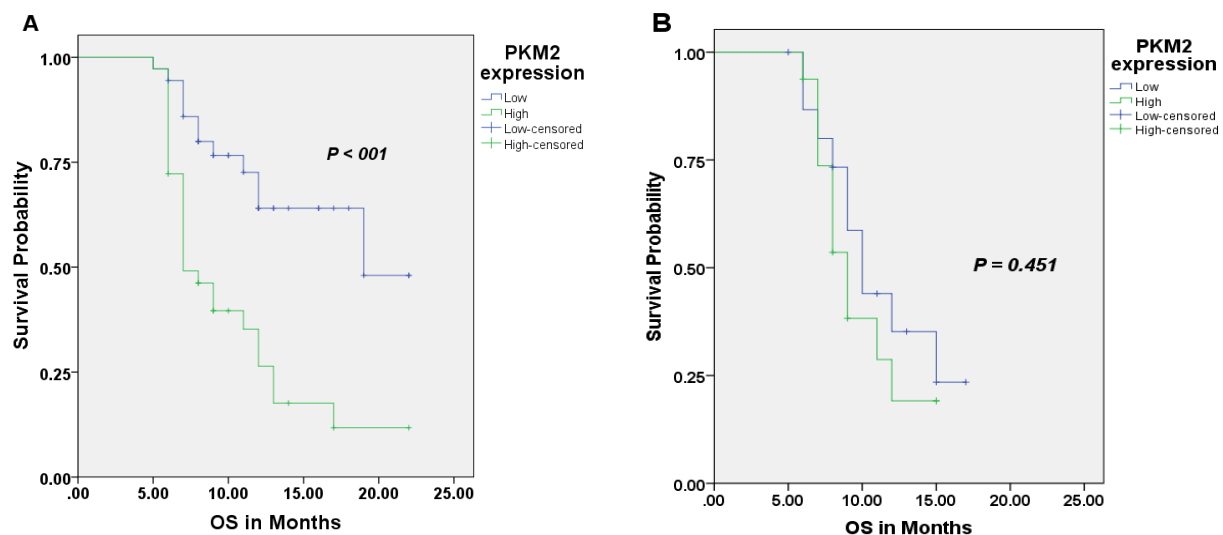 A
1.00
0.75
0.50
0.25
0.00
.00 5.00 10.00 15.00 20.00 25.00
Survival Probability
OS in Months
P < 001
PKM2
expression
Low
High
Low-censored
High-censored
B
1.00
0.75
0.50
0.25
0.00
.00 5.00 10.00 15.00 20.00 25.00
Survival Probability
OS in Months
P = 0.451
PKM2
expression
Low
High
Low-censored
High-censored